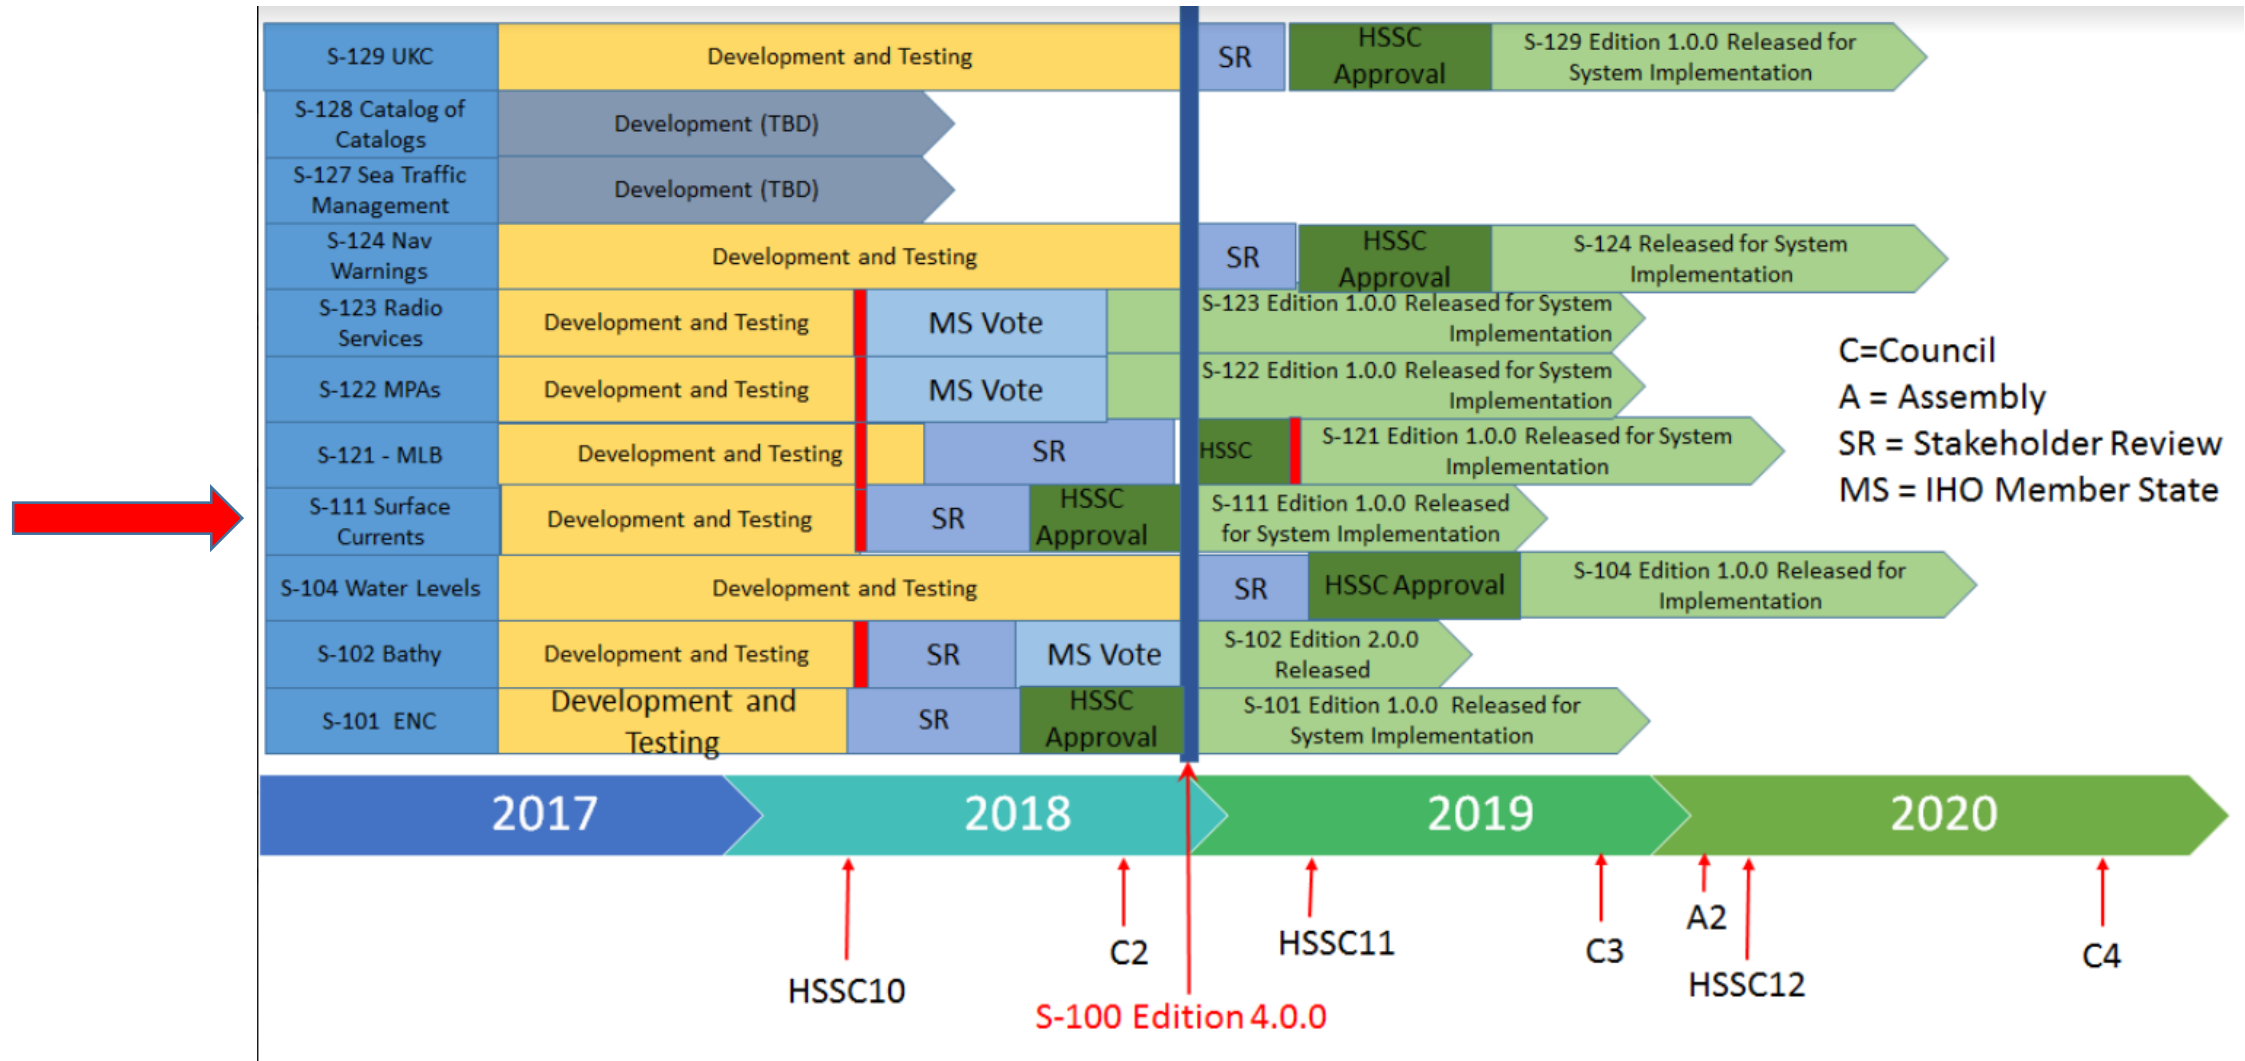 S-129 UKC
Development and Testing
SR
HSSC
Approval
S-129 Edition 1.0.0 Released for
System Implementation
S-128 Catalog of
Catalogs
Development (TBD)
S-127 Sea Traffic
Management
Development (TBD)
S-124 Nav
Warnings
Development and Testing
SR
HSSC
Approval
S-124 Released for System
Implementation
S-123 Radio
Services
Development and Testing
MS Vote
S-123 Edition 1.0.0 Released for System
Implementation
S-122 MPAs
Development and Testing
MS Vote
S-122 Edition 1.0.0 Released for System
Implementation
S-121 - MLB
Development and Testing
SR
HSSC
S-121 Edition 1.0.0 Released for System
Implementation
S-111 Surface
Currents
Development and Testing
SR
HSSC
Approval
S-111 Edition 1.0.0 Released
for System Implementation
S-104 Water Levels
Development and Testing
SR
HSSC Approval
S-104 Edition 1.0.0 Released for
Implementation
S-102 Bathy
Development and Testing
SR
MS Vote
S-102 Edition 2.0.0
Released
S-101 ENC
Development and
Testing
SR
HSSC
Approval
S-101 Edition 1.0.0 Released for
System Implementation
C=Council
A = Assembly
SR = Stakeholder Review
MS = IHO Member State
2017
2018
2019
2020
HSSC10
C2
S-100 Edition 4.0.0
HSSC11
C3
A2
HSSC12
C4